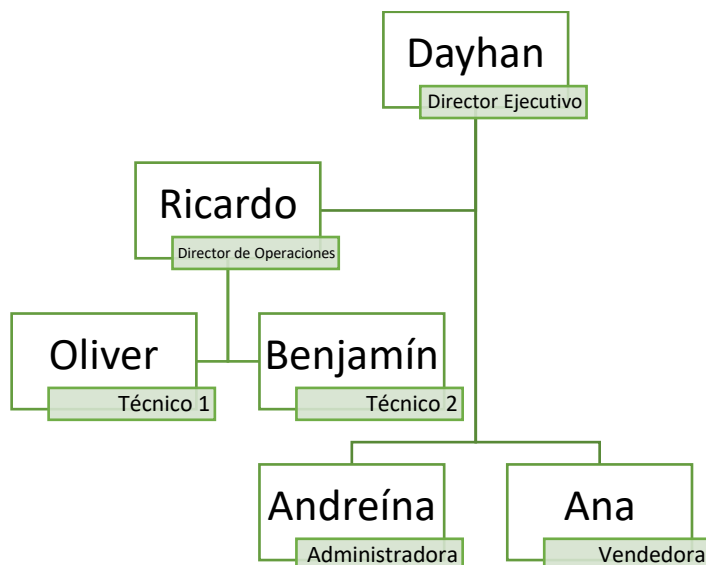 Dayhan
Director Ejecutivo
Ricardo
Director de Operaciones
Oliver
Técnico 1
Benjamín
Técnico 2
Andreína
Administradora
Ana
Vendedora